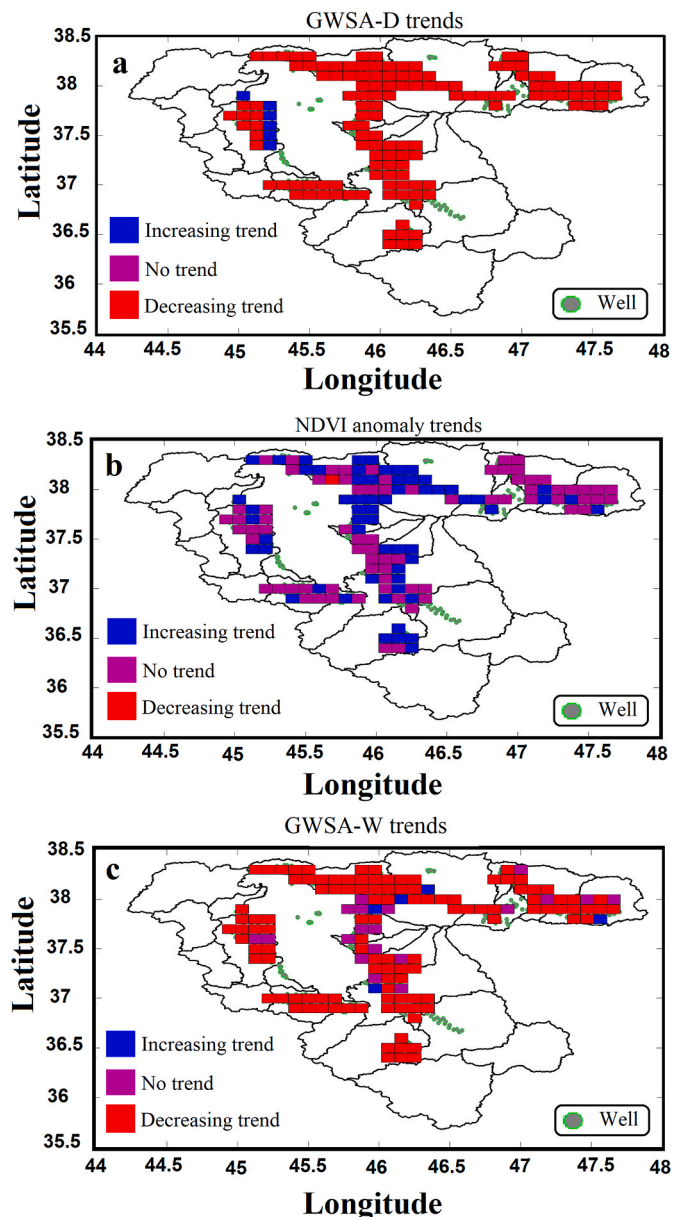 GWSA-D trends
a
38.5
38
37.5
37
36.5
36
35.5
Latitude
Increasing trend
No trend
Decreasing trend
Well
44 44.5 45 45.5 46 46.5 47 47.5 48
Longitude
NDVI anomaly trends
b
38.5
38
37.5
37
36.5
36
35.5
Latitude
Increasing trend
No trend
Decreasing trend
Well
44 44.5 45 45.5 46 46.5 47 47.5 48
Longitude
GWSA-W trends
c
38.5
38
37.5
37
36.5
36
35.5
Latitude
Increasing trend
No trend
Decreasing trend
Well
44 44.5 45 45.5 46 46.5 47 47.5 48
Longitude